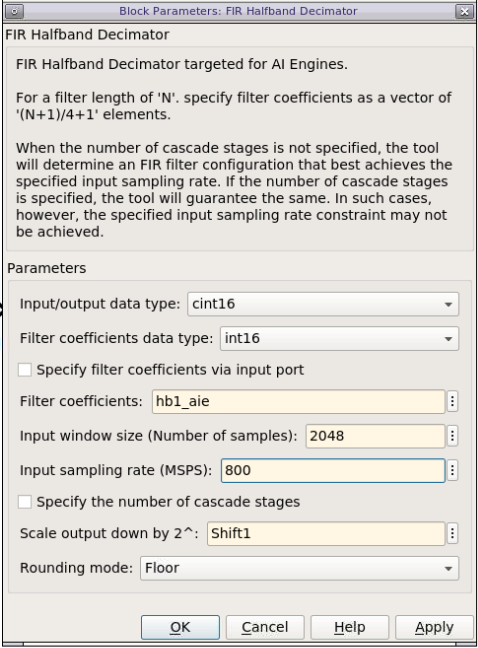 Block Parameters: FIR Halfband Decimator
FIR Halfband Decimator
FIR Halfband Decimator targeted for AI Engines.
For a filter length of 'N'. specify filter coefficients as a vector of
'(N+1)/4+1' elements.
When the number of cascade stages is not specified, the tool
will determine an FIR filter configuration that best achieves the
specified input sampling rate. If the number of cascade stages
is specified, the tool will guarantee the same. In such cases,
however, the specified input sampling rate constraint may not
be achieved.
Parameters
Input/output data type: cint16
Filter coefficients data type: int16
Specify filter coefficients via input port
Filter coefficients: hb1_aie
Input window size (Number of samples): 2048
Input sampling rate (MSPS): 800
Specify the number of cascade stages
Scale output down by 2^: Shift1
Rounding mode: Floor
OK Cancel Help Apply